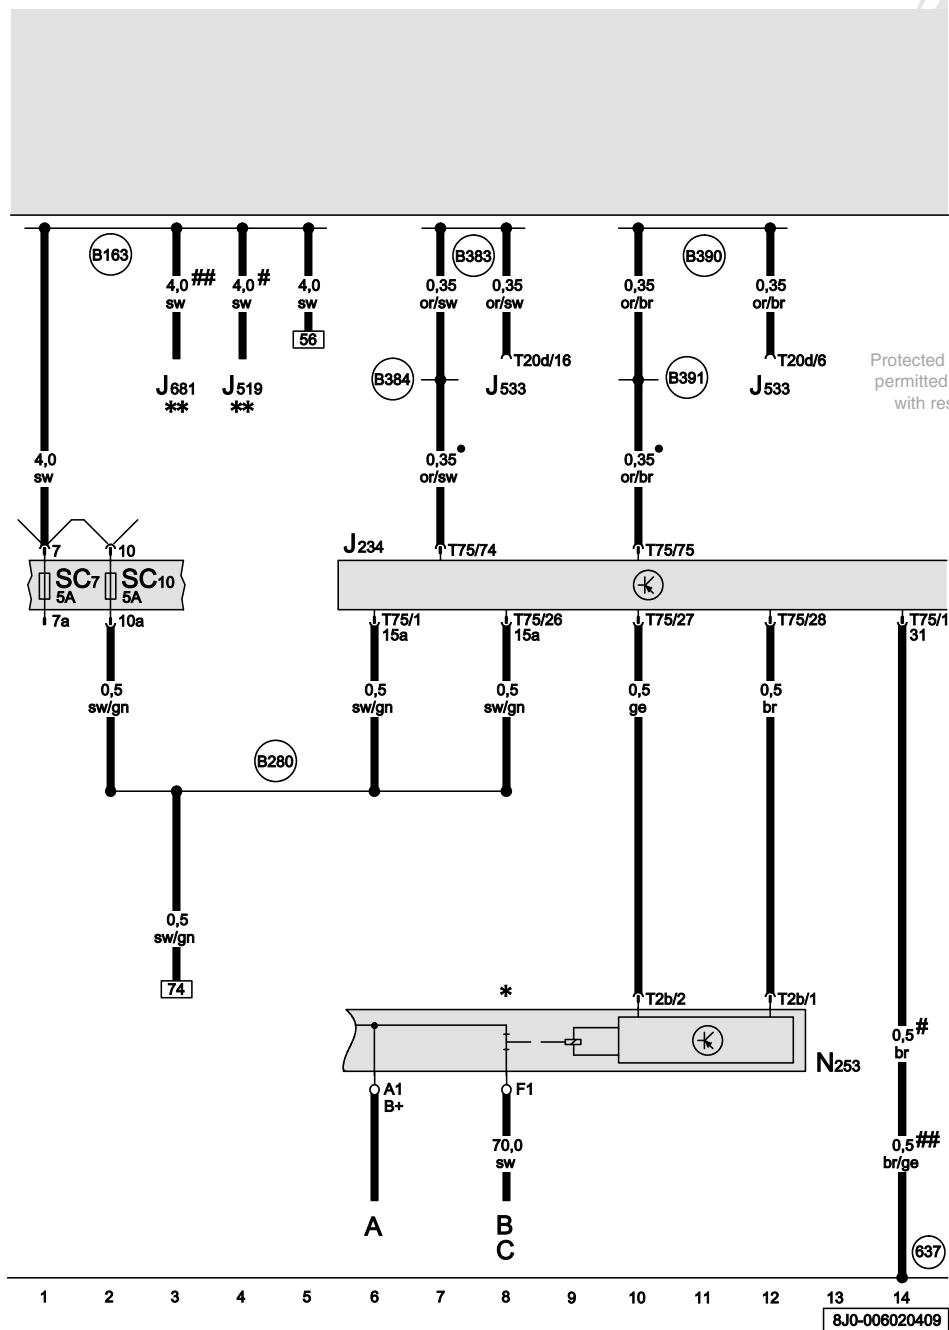 B163
B383
B390
4,0 ##
sw
4,0 #
sw
4,0
sw
0,35
or/sw
0,35
or/sw
0,35
or/br
0,35
or/br
56
T20d/16
T20d/6
Protected
permitted
with res
J681
**
J519
**
B384
J533
B391
J533
4,0
sw
0,35 •
or/sw
0,35 •
or/br
7
10
J234
T75/74
T75/75
SC7
5A
SC10
5A
7a
10a
T75/1
15a
T75/26
15a
T75/27
T75/28
T75/1
31
0,5
sw/gn
0,5
sw/gn
0,5
sw/gn
0,5
ge
0,5
br
B280
0,5
sw/gn
74
*
T2b/2
T2b/1
0,5 #
br
N253
A1
B+
F1
70,0
sw
0,5 ##
br/ge
A
B
C
637
1 2 3 4 5 6 7 8 9 10 11 12 13 14
8J0-006020409